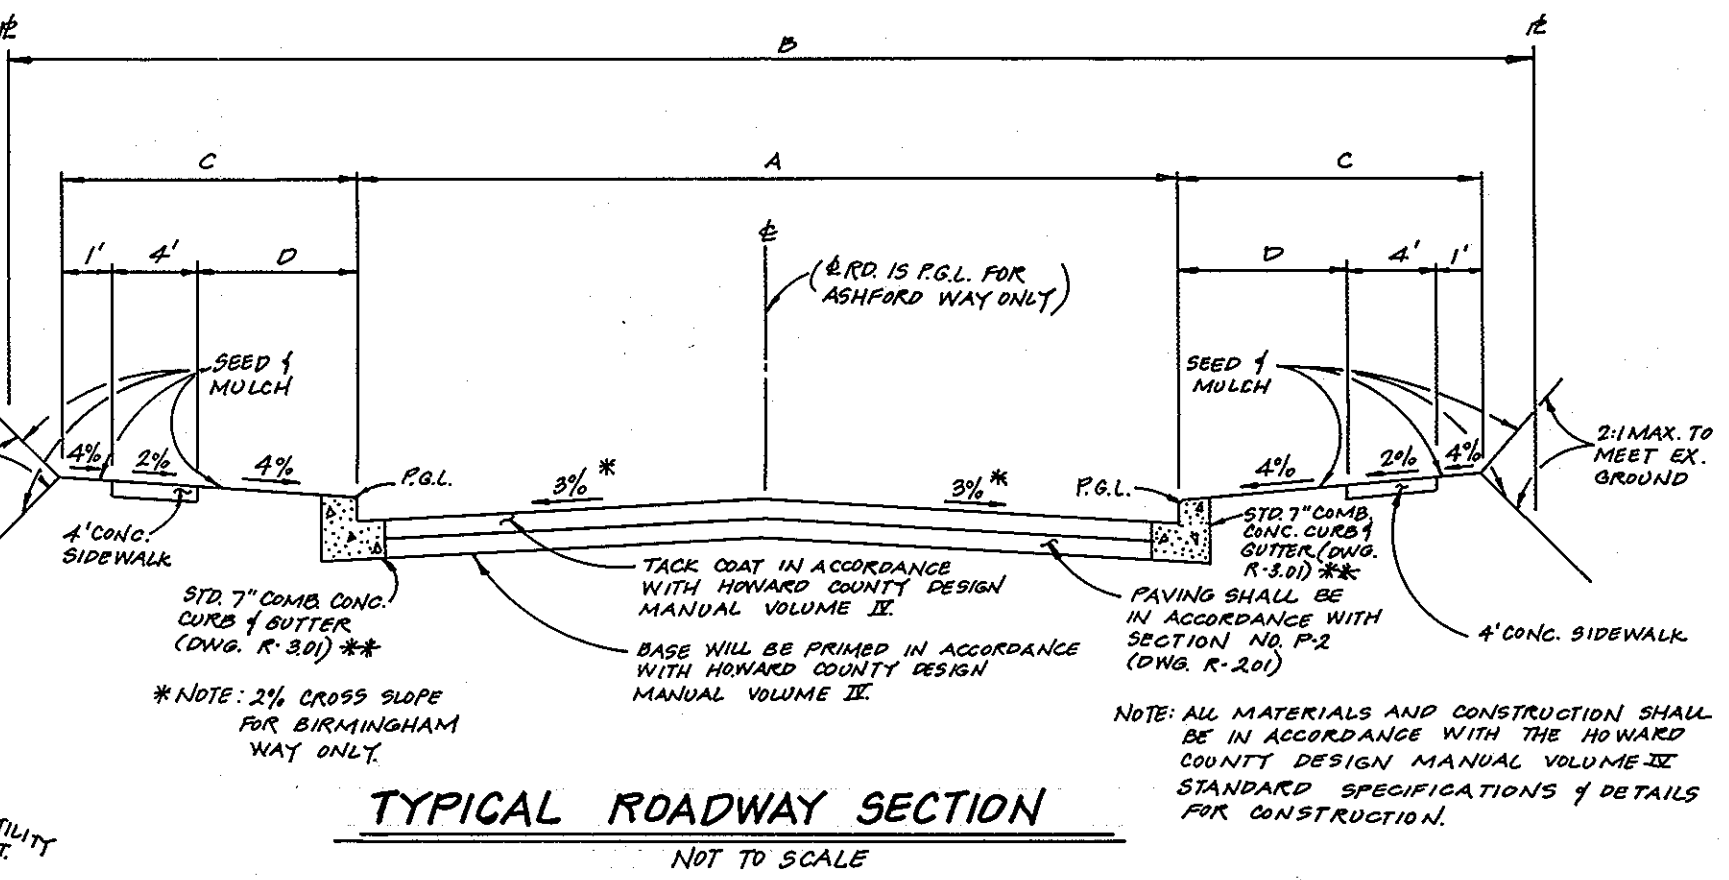 ℄
℄
B
C
A
C
1'
4'
D
℄
D
4'
1'
(℄ RD. IS P.G.L. FOR
ASHFORD WAY ONLY)
SEED &
MULCH
SEED &
MULCH
2:1 MAX. TO
MEET EX.
GROUND
4%
2%
4%
P.G.L.
3% *
3% *
P.G.L.
4%
2%
4%
4' CONC.
SIDEWALK
STD. 7" COMB. CONC.
CURB & GUTTER
(DWG. R-3.01) **
TACK COAT IN ACCORDANCE
WITH HOWARD COUNTY DESIGN
MANUAL VOLUME IV.
BASE WILL BE PRIMED IN ACCORDANCE
WITH HOWARD COUNTY DESIGN
MANUAL VOLUME IV.
STD. 7" COMB.
CONC. CURB &
GUTTER (DWG.
R-3.01) **
PAVING SHALL BE
IN ACCORDANCE WITH
SECTION NO. P-2
(DWG. R-2.01)
4' CONC. SIDEWALK
* NOTE: 2% CROSS SLOPE
FOR BIRMINGHAM
WAY ONLY.
NOTE: ALL MATERIALS AND CONSTRUCTION SHALL
BE IN ACCORDANCE WITH THE HOWARD
COUNTY DESIGN MANUAL VOLUME IV
STANDARD SPECIFICATIONS & DETAILS
FOR CONSTRUCTION.
TYPICAL ROADWAY SECTION
NOT TO SCALE